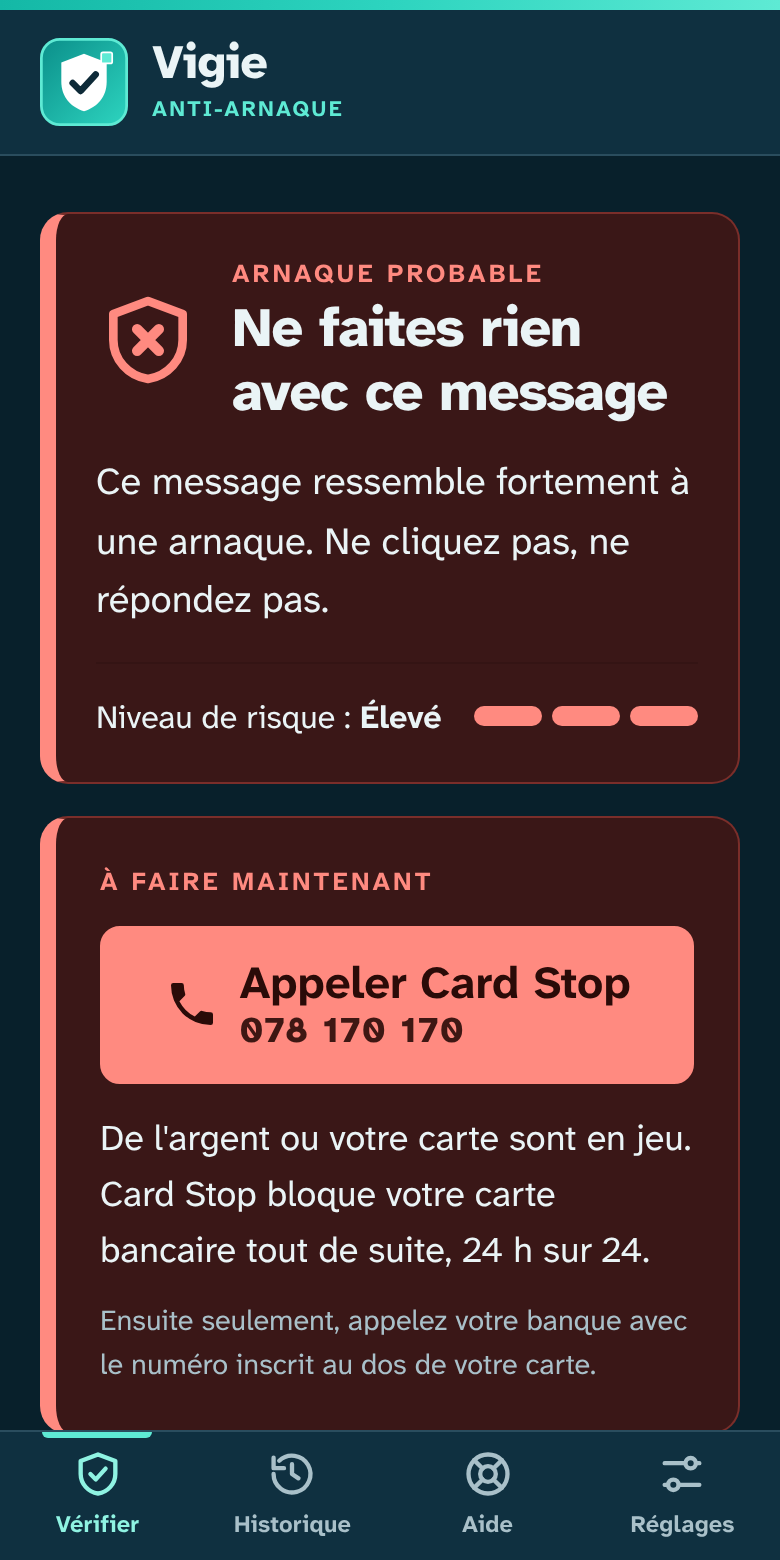 Vigie
ANTI-ARNAQUE
ARNAQUE PROBABLE
Ne faites rien
avec ce message
Ce message ressemble fortement à
une arnaque. Ne cliquez pas, ne
répondez pas.
Niveau de risque : Élevé
À FAIRE MAINTENANT
Appeler Card Stop
078 170 170
De l'argent ou votre carte sont en jeu.
Card Stop bloque votre carte
bancaire tout de suite, 24 h sur 24.
Ensuite seulement, appelez votre banque avec
le numéro inscrit au dos de votre carte.
Vérifier
Historique
Aide
Réglages